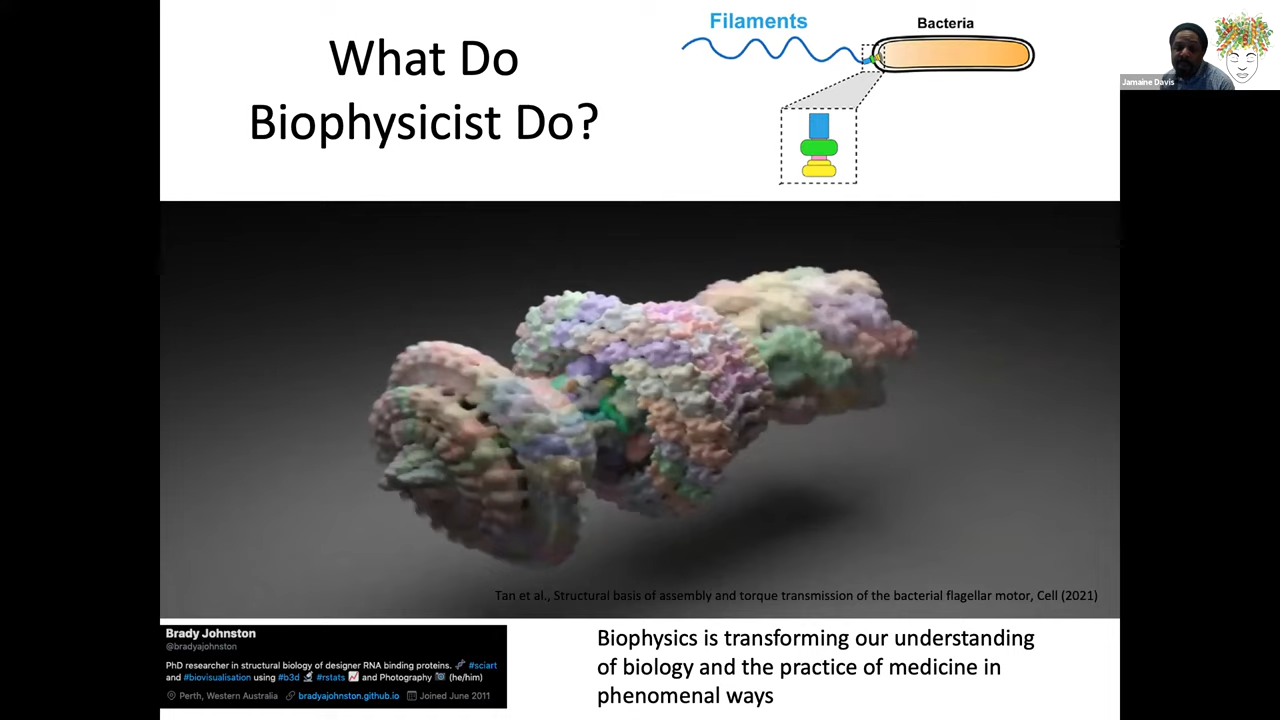 What Do
Biophysicist Do?
Filaments
Bacteria
Jamaine Davis
Tan et al., Structural basis of assembly and torque transmission of the bacterial flagellar motor, Cell (2021)
Brady Johnston
@bradyajohnston
PhD researcher in structural biology of designer RNA binding proteins. 🧬 #sciart
and #biovisualisation using #b3d 🔬 #rstats 📈 and Photography 📷 (he/him)
Perth, Western Australia bradyajohnston.github.io Joined June 2011
Biophysics is transforming our understanding
of biology and the practice of medicine in
phenomenal ways